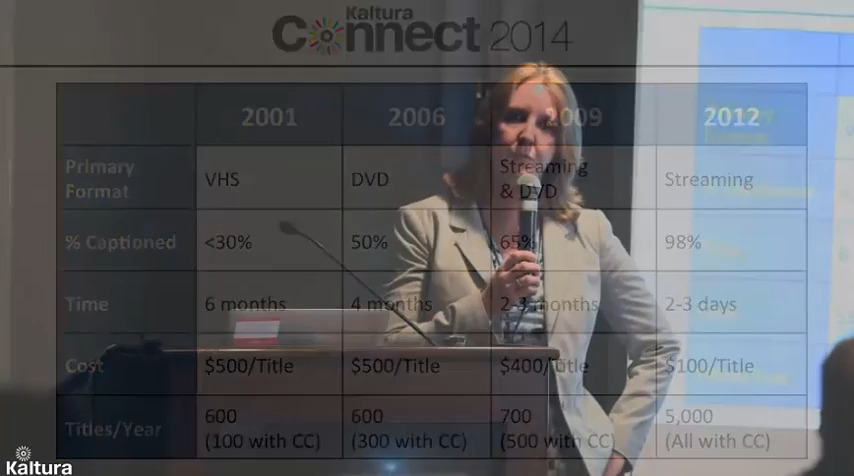 Kaltura
Connect 2014
2001 2006 2009 2012
Primary
Format VHS DVD Streaming
& DVD Streaming
% Captioned <30% 50% 65% 98%
Time 6 months 4 months 2-3 months 2-3 days
Cost $500/Title $500/Title $400/Title $100/Title
Titles/Year 600
(100 with CC) 600
(300 with CC) 700
(500 with CC) 5,000
(All with CC)
Kaltura